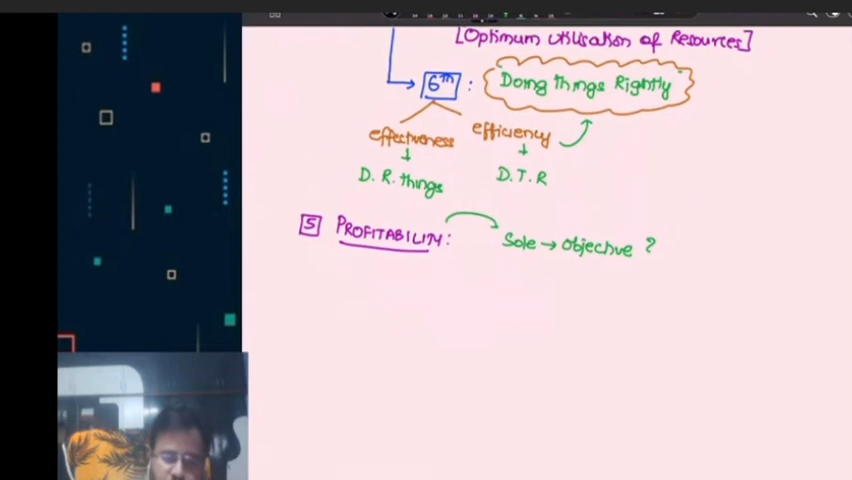 [Optimum utilisation of Resources]
6th : "Doing things Rightly"
effectiveness efficiency
D. R. things D. T. R
5 PROFITABILITY: Sole → Objective ?